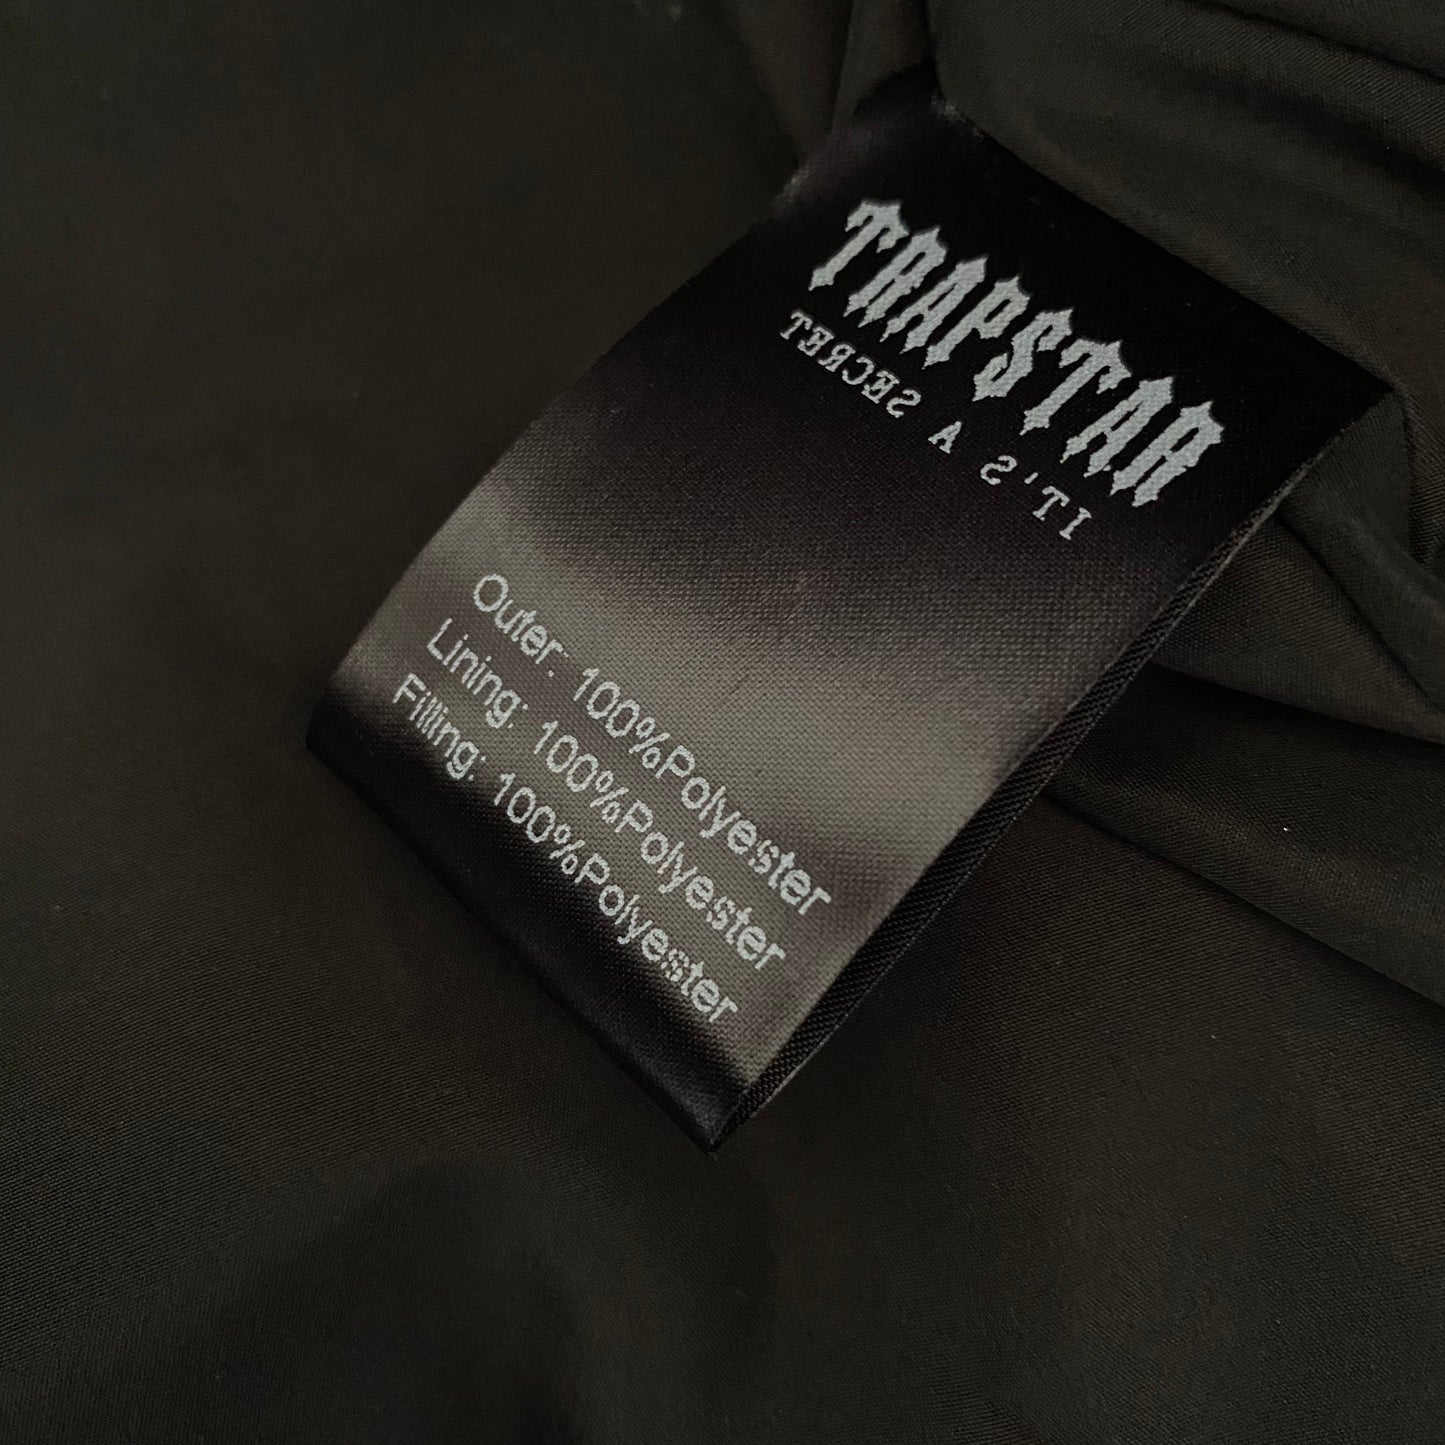 TRAPSTAR
IT'S A SECRET
Outer: 100%Polyester
Lining: 100%Polyester
Filling: 100%Polyester